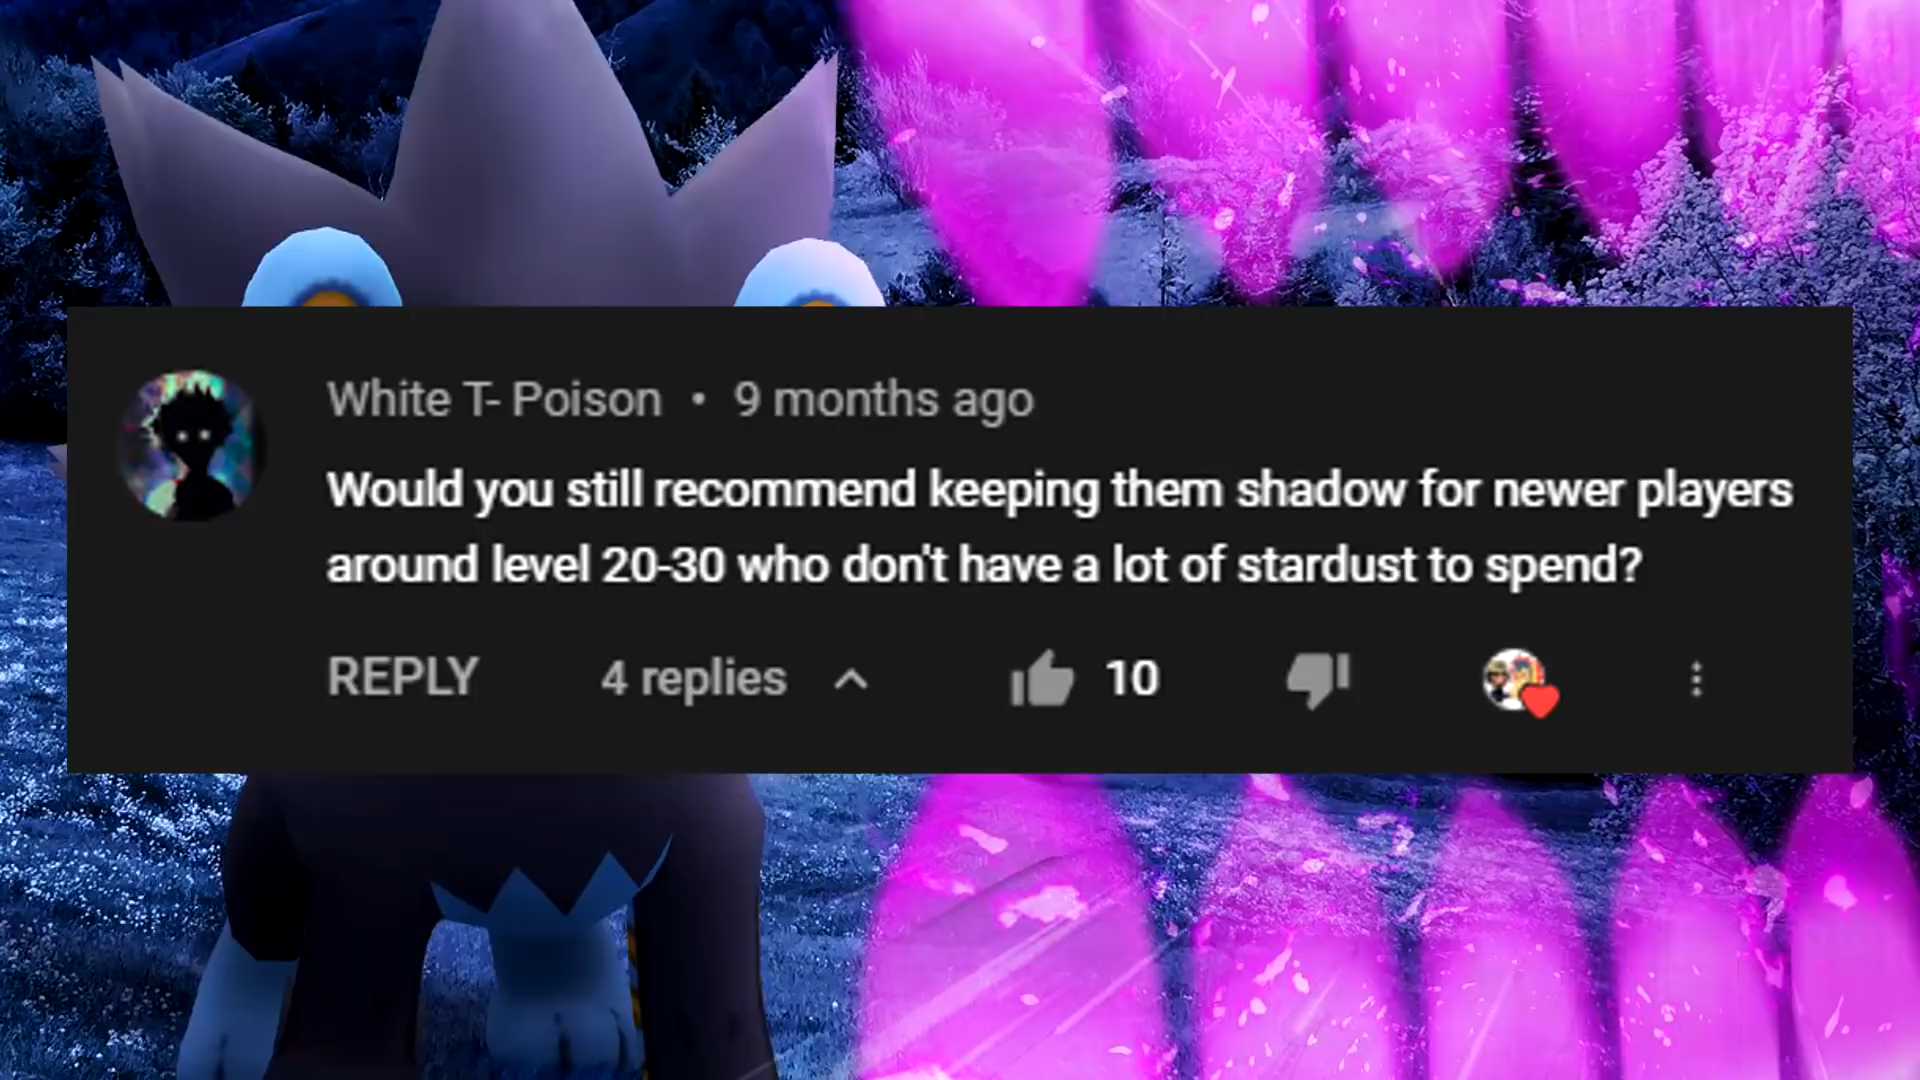 White T- Poison • 9 months ago
Would you still recommend keeping them shadow for newer players
around level 20-30 who don't have a lot of stardust to spend?
REPLY 4 replies 10